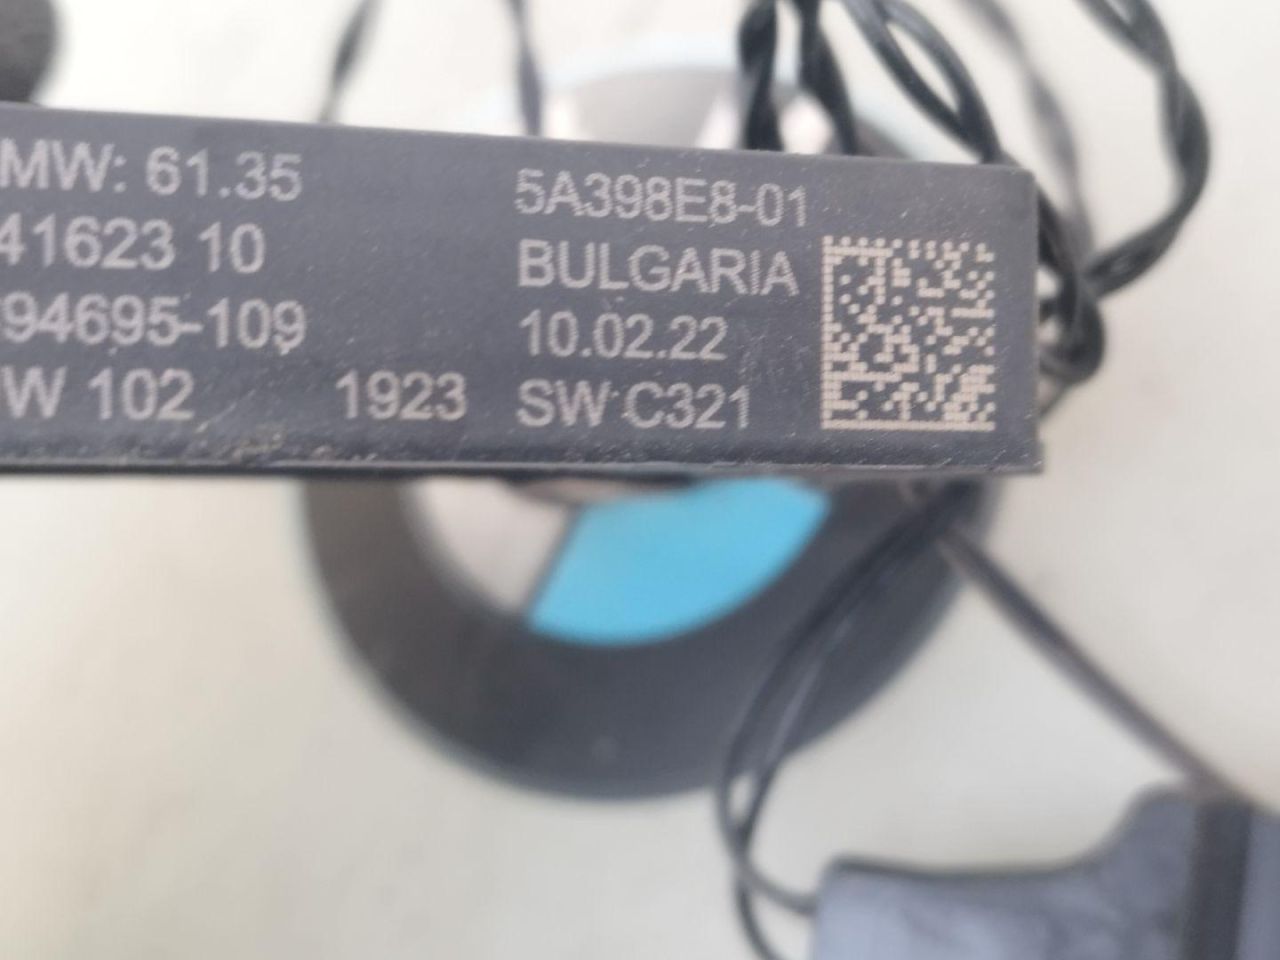 MW: 61.35 5A398E8-01
41623 10 BULGARIA
94695-109 10.02.22
W 102 1923 SW C321